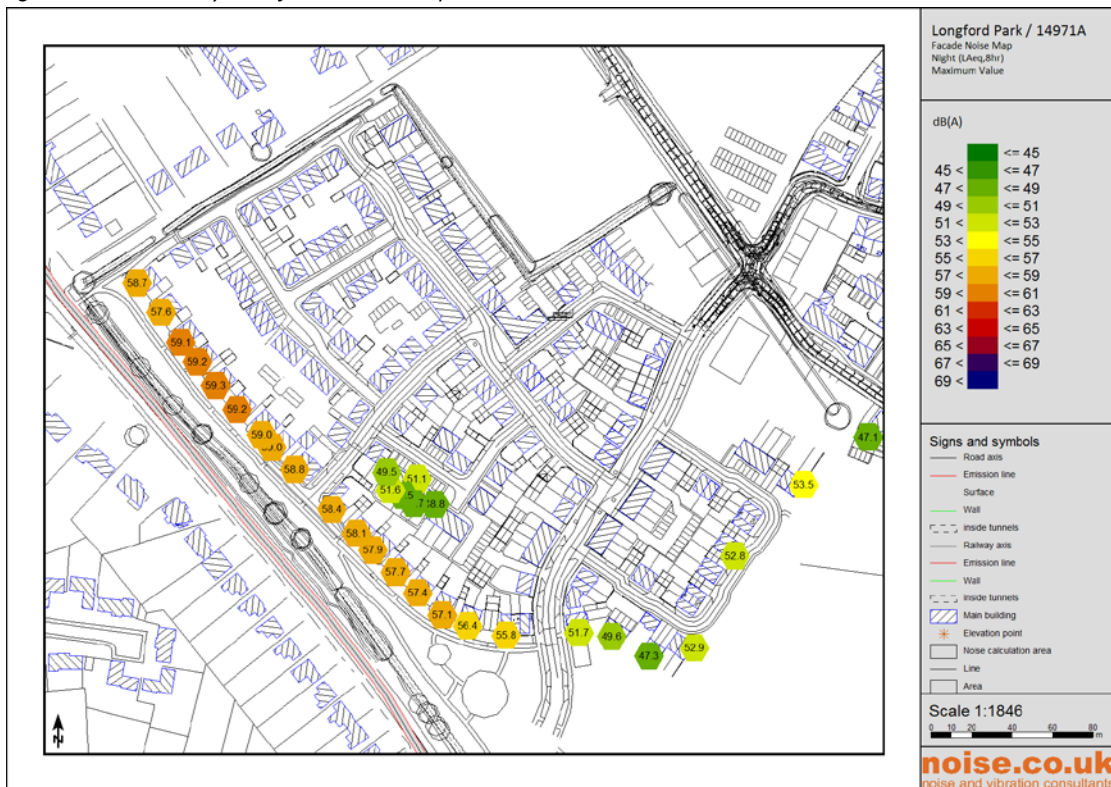 Longford Park / 14971A
Facade Noise Map
Night (LAeq,8hr)
Maximum Value
dB(A)
<= 45
45 < <= 47
47 < <= 49
49 < <= 51
51 < <= 53
53 < <= 55
55 < <= 57
57 < <= 59
59 < <= 61
61 < <= 63
63 < <= 65
65 < <= 67
67 < <= 69
69 <
Signs and symbols
Road axis
Emission line
Surface
Wall
inside tunnels
Railway axis
Emission line
Wall
inside tunnels
Main building
Elevation point
Noise calculation area
Line
Area
Scale 1:1846
0 10 20 40 60 80
m
noise.co.uk
noise and vibration consultants
58.7
57.6
59.1
59.2
59.3
59.2
59.0
58.8
49.5
51.1
51.6
58.4
58.1
57.9
57.7
57.4
57.1
56.4
55.8
51.7
49.6
47.3
52.9
52.8
53.5
47.1